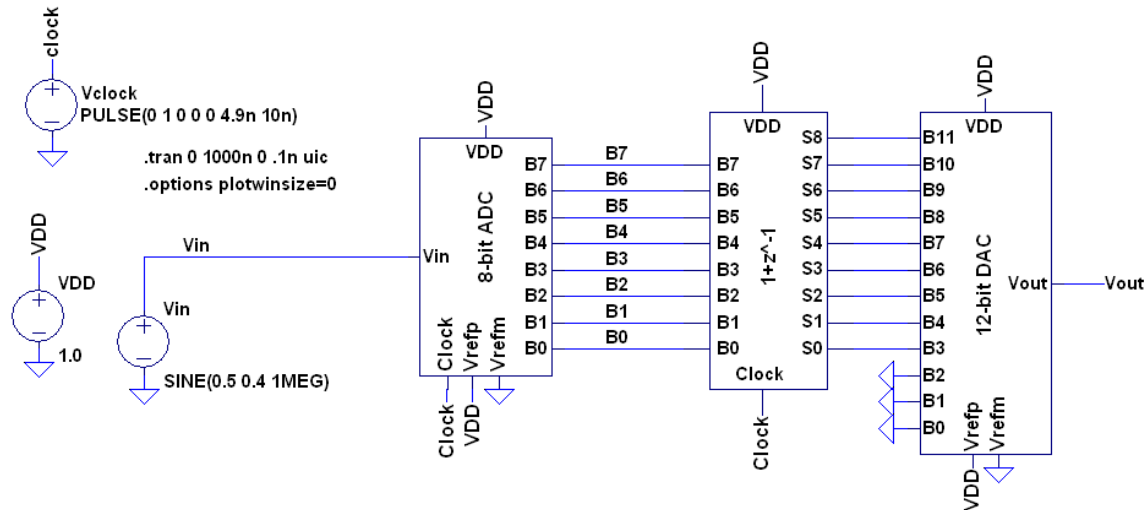 clock
Vclock
PULSE(0 1 0 0 0 4.9n 10n)
.tran 0 1000n 0 .1n uic
.options plotwinsize=0
VDD
VDD
1.0
Vin
Vin
SINE(0.5 0.4 1MEG)
VDD
VDD
Vin
8-bit ADC
B7
B6
B5
B4
B3
B2
B1
B0
Clock
Vrefp
Vrefm
Clock
VDD
B7
B6
B5
B4
B3
B2
B1
B0
VDD
VDD
B7
B6
B5
B4
B3
B2
B1
B0
1+z^-1
S8
S7
S6
S5
S4
S3
S2
S1
S0
Clock
Clock
VDD
VDD
B11
B10
B9
B8
B7
B6
B5
B4
B3
B2
B1
B0
12-bit DAC
Vout
Vout
Vrefp
Vrefm
VDD